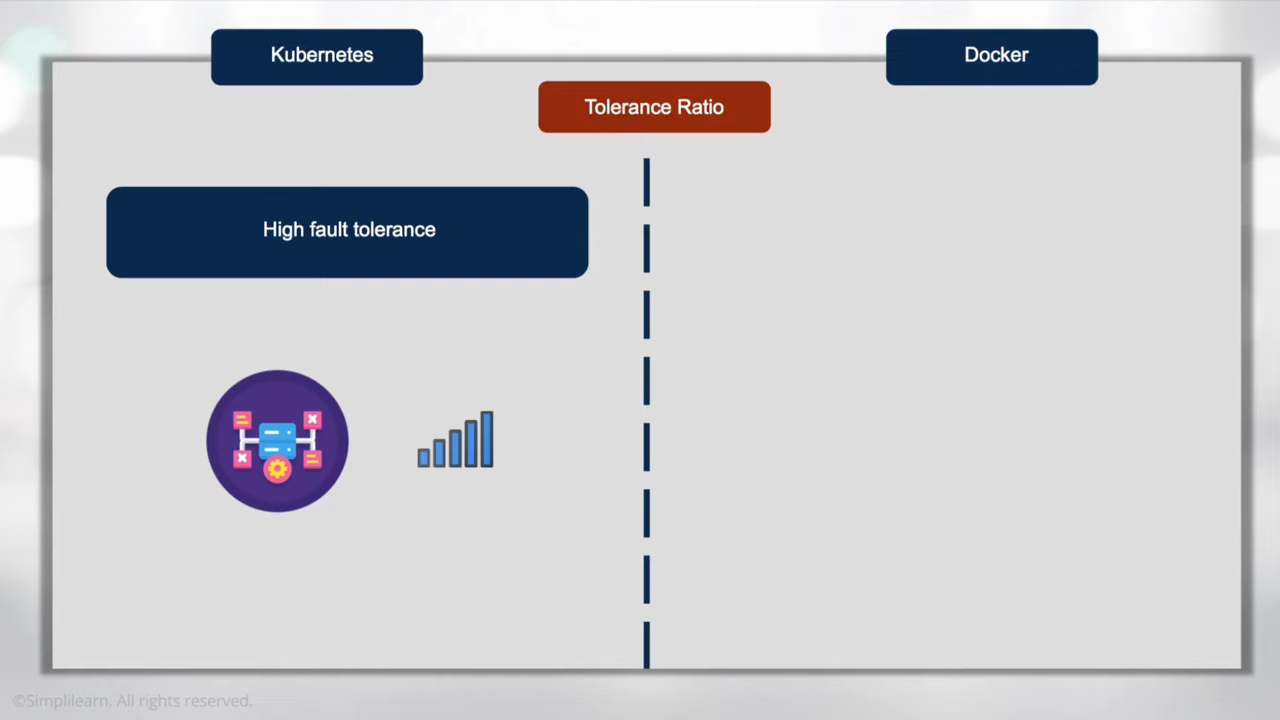 Kubernetes
Docker
Tolerance Ratio
High fault tolerance
©Simplilearn. All rights reserved.